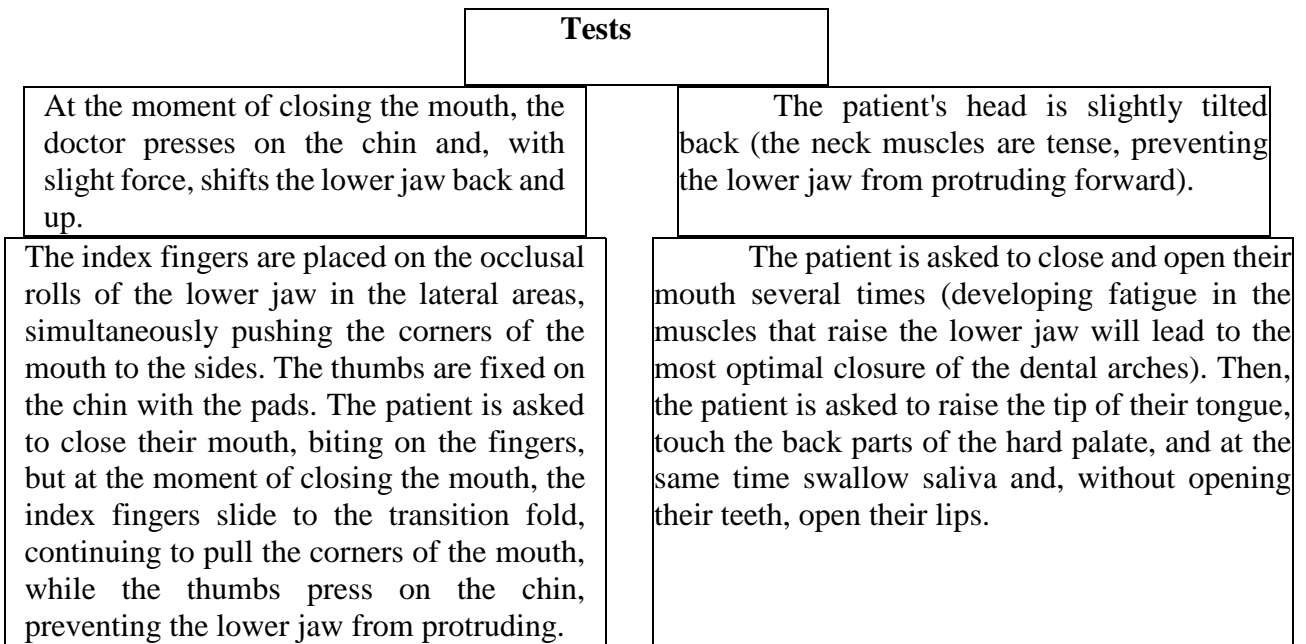 Tests
At the moment of closing the mouth, the
doctor presses on the chin and, with
slight force, shifts the lower jaw back and
up.
The patient's head is slightly tilted
back (the neck muscles are tense, preventing
the lower jaw from protruding forward).
The index fingers are placed on the occlusal
rolls of the lower jaw in the lateral areas,
simultaneously pushing the corners of the
mouth to the sides. The thumbs are fixed on
the chin with the pads. The patient is asked
to close their mouth, biting on the fingers,
but at the moment of closing the mouth, the
index fingers slide to the transition fold,
continuing to pull the corners of the mouth,
while the thumbs press on the chin,
preventing the lower jaw from protruding.
The patient is asked to close and open their
mouth several times (developing fatigue in the
muscles that raise the lower jaw will lead to the
most optimal closure of the dental arches). Then,
the patient is asked to raise the tip of their tongue,
touch the back parts of the hard palate, and at the
same time swallow saliva and, without opening
their teeth, open their lips.